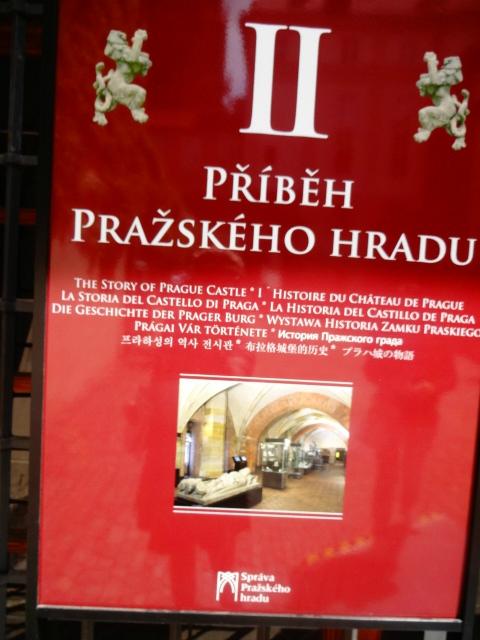 II
PŘÍBĚH
PRAŽSKÉHO HRADU
THE STORY OF PRAGUE CASTLE * L´HISTOIRE DU CHÂTEAU DE PRAGUE
LA STORIA DEL CASTELLO DI PRAGA * LA HISTORIA DEL CASTILLO DE PRAGA
DIE GESCHICHTE DER PRAGER BURG * WYSTAWA HISTORIA ZAMKU PRASKIEGO
PRÁGAI VÁR TÖRTÉNETE * История Пражского града
프라하성의 역사 전시관 * 布拉格城堡的历史 * プラハ城の物語
Správa
Pražského
hradu